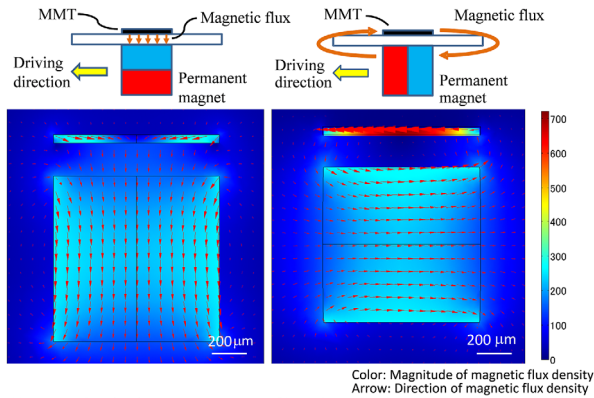 MMT
Magnetic flux
Driving
direction
Permanent
magnet
MMT
Magnetic flux
Driving
direction
Permanent
magnet
200 μm
200 μm
700
600
500
400
300
200
100
0
Color: Magnitude of magnetic flux density
Arrow: Direction of magnetic flux density